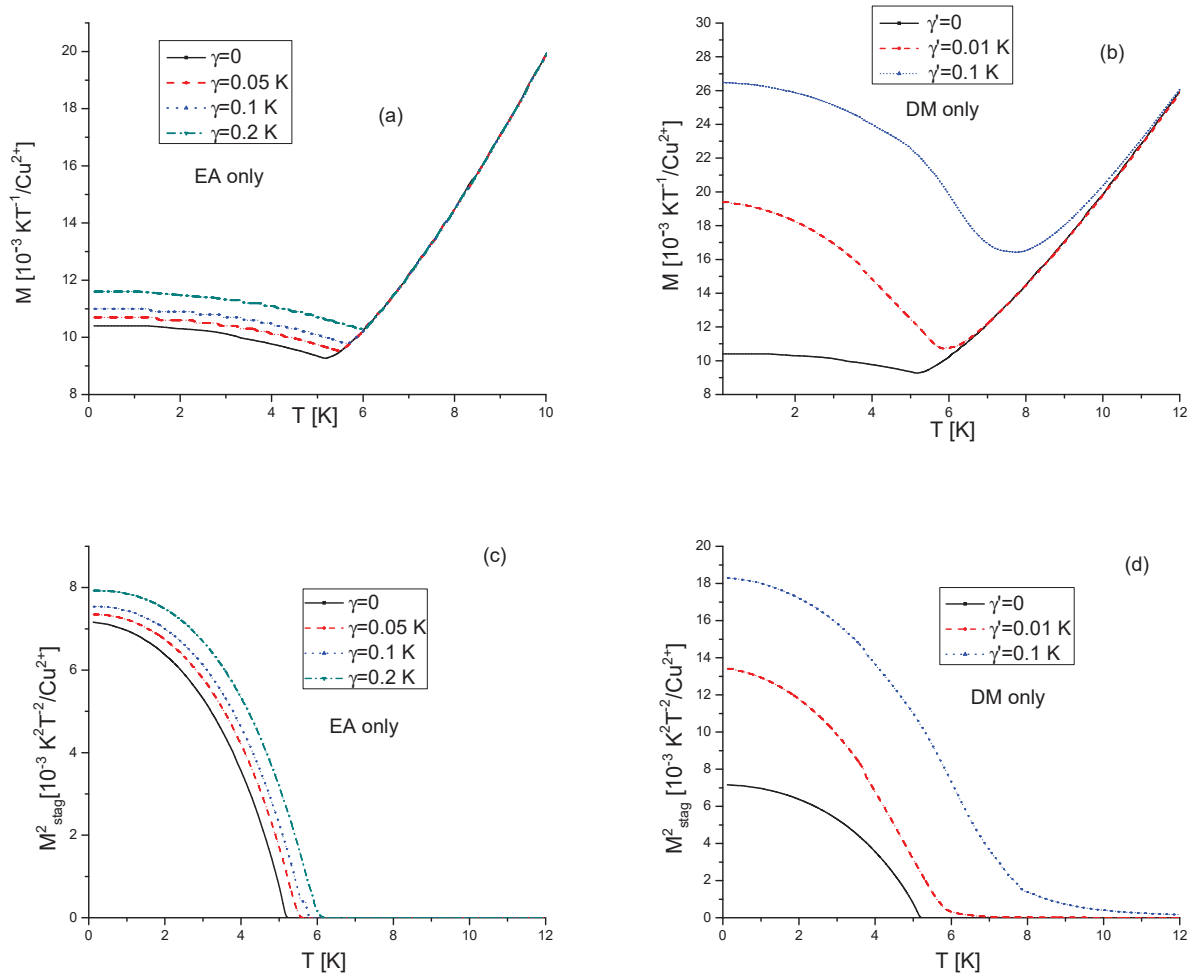 (a)
γ=0
γ=0.05 K
γ=0.1 K
γ=0.2 K
EA only
M [10⁻³ KT⁻¹/Cu²⁺]
20
18
16
14
12
10
8
0 2 4 6 8 10
T [K]
(b)
γ'=0
γ'=0.01 K
γ'=0.1 K
DM only
M [10⁻³ KT⁻¹/Cu²⁺]
30
28
26
24
22
20
18
16
14
12
10
8
2 4 6 8 10 12
T [K]
(c)
γ=0
γ=0.05 K
γ=0.1 K
γ=0.2 K
EA only
M²stag[10⁻³ K²T⁻²/Cu²⁺]
8
6
4
2
0
0 2 4 6 8 10 12
T [K]
(d)
γ'=0
γ'=0.01 K
γ'=0.1 K
DM only
M²stag [10⁻³ K²T⁻²/Cu²⁺]
20
18
16
14
12
10
8
6
4
2
0
0 2 4 6 8 10 12
T [K]